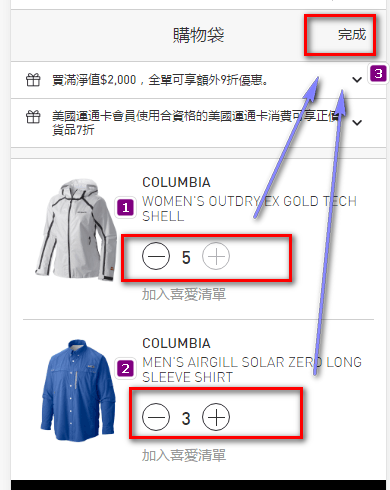 購物袋
完成
買滿淨值$2,000，全單可享額外9折優惠。
3
美國運通卡會員使用合資格的美國運通卡消費可享正價
貨品7折
COLUMBIA
1
WOMEN'S OUTDRY EX GOLD TECH
SHELL
5
加入喜愛清單
COLUMBIA
2
MEN'S AIRGILL SOLAR ZERO LONG
SLEEVE SHIRT
3
加入喜愛清單